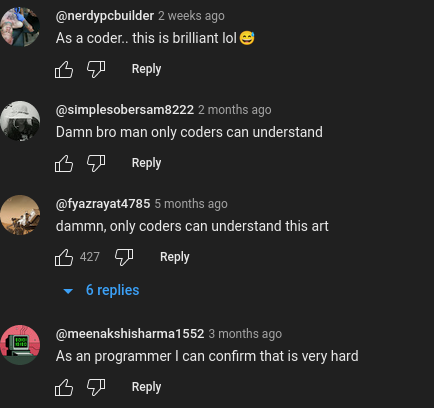 @nerdypcbuilder 2 weeks ago
As a coder.. this is brilliant lol😅
Reply
@simplesobersam8222 2 months ago
Damn bro man only coders can understand
Reply
@fyazrayat4785 5 months ago
dammn, only coders can understand this art
427 Reply
6 replies
@meenakshisharma1552 3 months ago
As an programmer I can confirm that is very hard
Reply